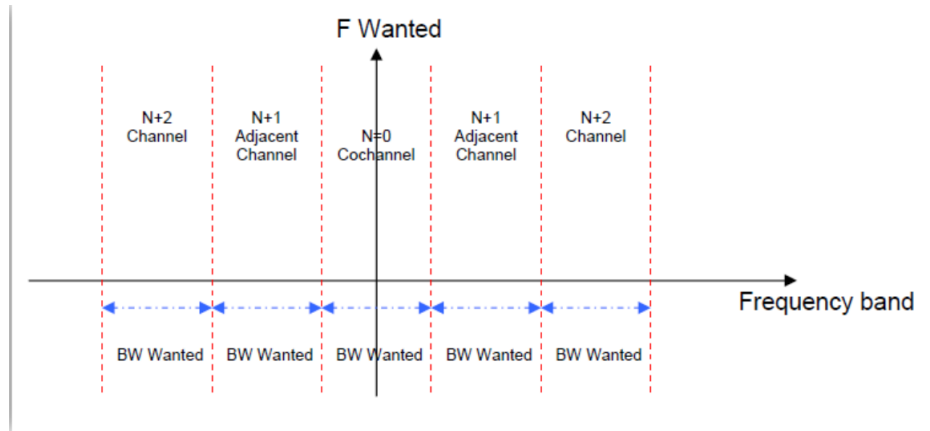 F Wanted
N+2
Channel
N+1
Adjacent
Channel
N=0
Cochannel
N+1
Adjacent
Channel
N+2
Channel
Frequency band
BW Wanted
BW Wanted
BW Wanted
BW Wanted
BW Wanted